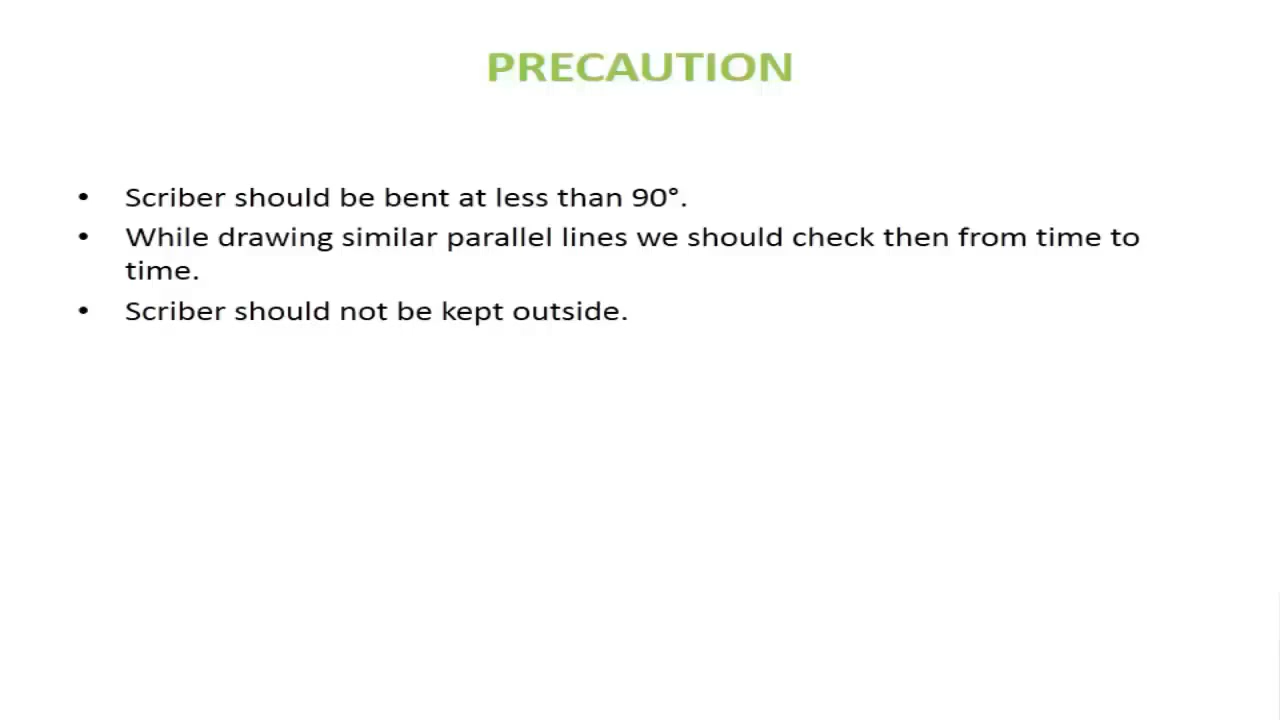 PRECAUTION
• Scriber should be bent at less than 90°.
• While drawing similar parallel lines we should check then from time to
time.
• Scriber should not be kept outside.